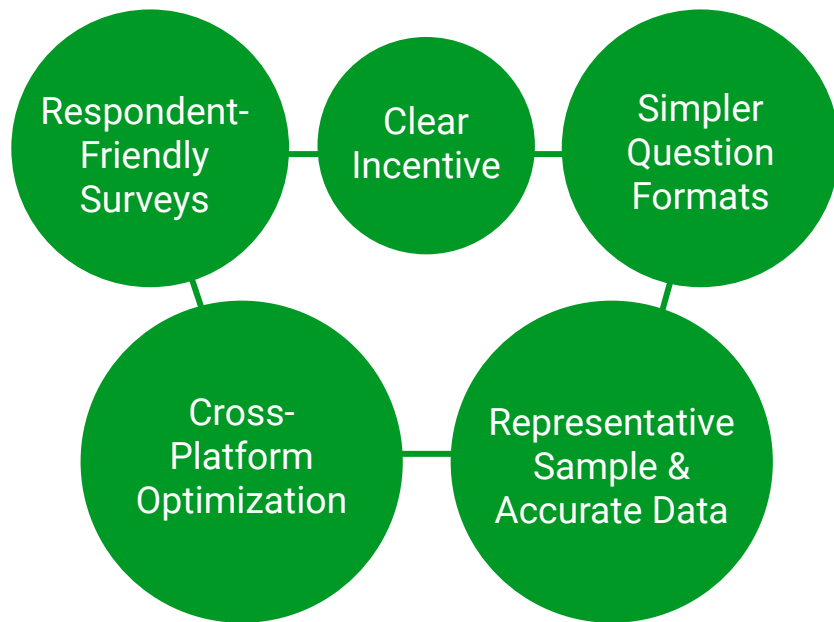 Respondent-
Friendly
Surveys
Clear
Incentive
Simpler
Question
Formats
Cross-
Platform
Optimization
Representative
Sample &
Accurate Data